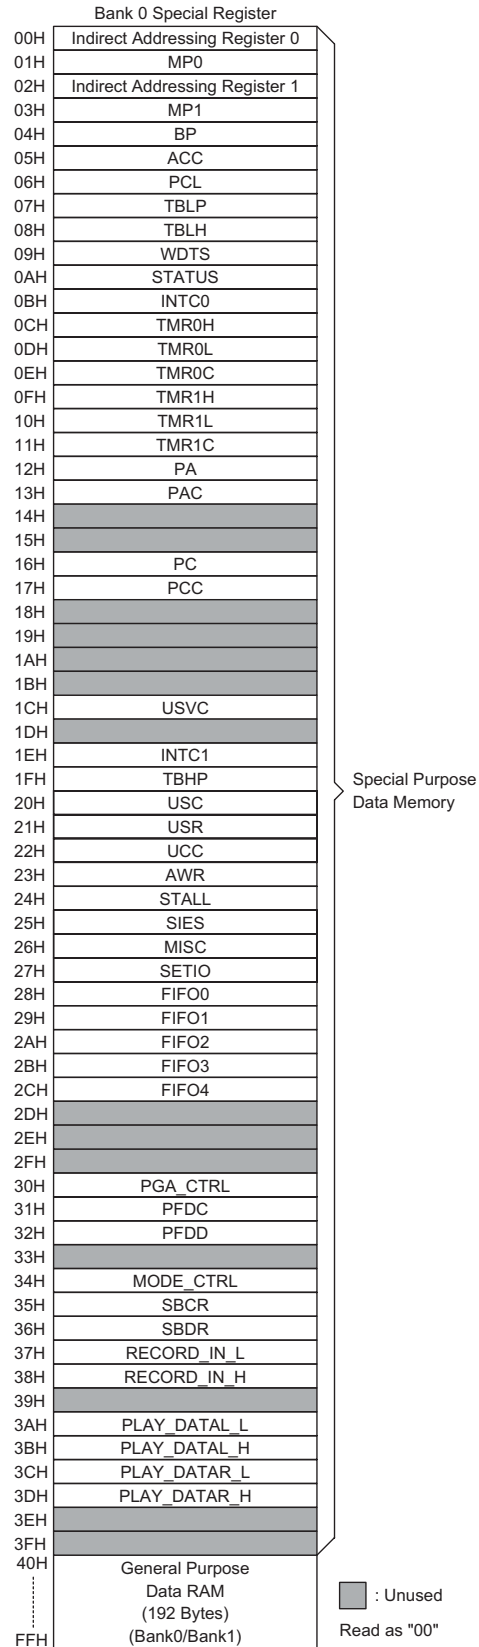 Bank 0 Special Register
00H Indirect Addressing Register 0
01H MP0
02H Indirect Addressing Register 1
03H MP1
04H BP
05H ACC
06H PCL
07H TBLP
08H TBLH
09H WDTS
0AH STATUS
0BH INTC0
0CH TMR0H
0DH TMR0L
0EH TMR0C
0FH TMR1H
10H TMR1L
11H TMR1C
12H PA
13H PAC
14H
15H
16H PC
17H PCC
18H
19H
1AH
1BH
1CH USVC
1DH
1EH INTC1
1FH TBHP
20H USC
21H USR
22H UCC
23H AWR
24H STALL
25H SIES
26H MISC
27H SETIO
28H FIFO0
29H FIFO1
2AH FIFO2
2BH FIFO3
2CH FIFO4
2DH
2EH
2FH
30H PGA_CTRL
31H PFDC
32H PFDD
33H
34H MODE_CTRL
35H SBCR
36H SBDR
37H RECORD_IN_L
38H RECORD_IN_H
39H
3AH PLAY_DATAL_L
3BH PLAY_DATAL_H
3CH PLAY_DATAR_L
3DH PLAY_DATAR_H
3EH
3FH
Special Purpose
Data Memory
40H
General Purpose
Data RAM
(192 Bytes)
(Bank0/Bank1)
FFH
: Unused
Read as "00"